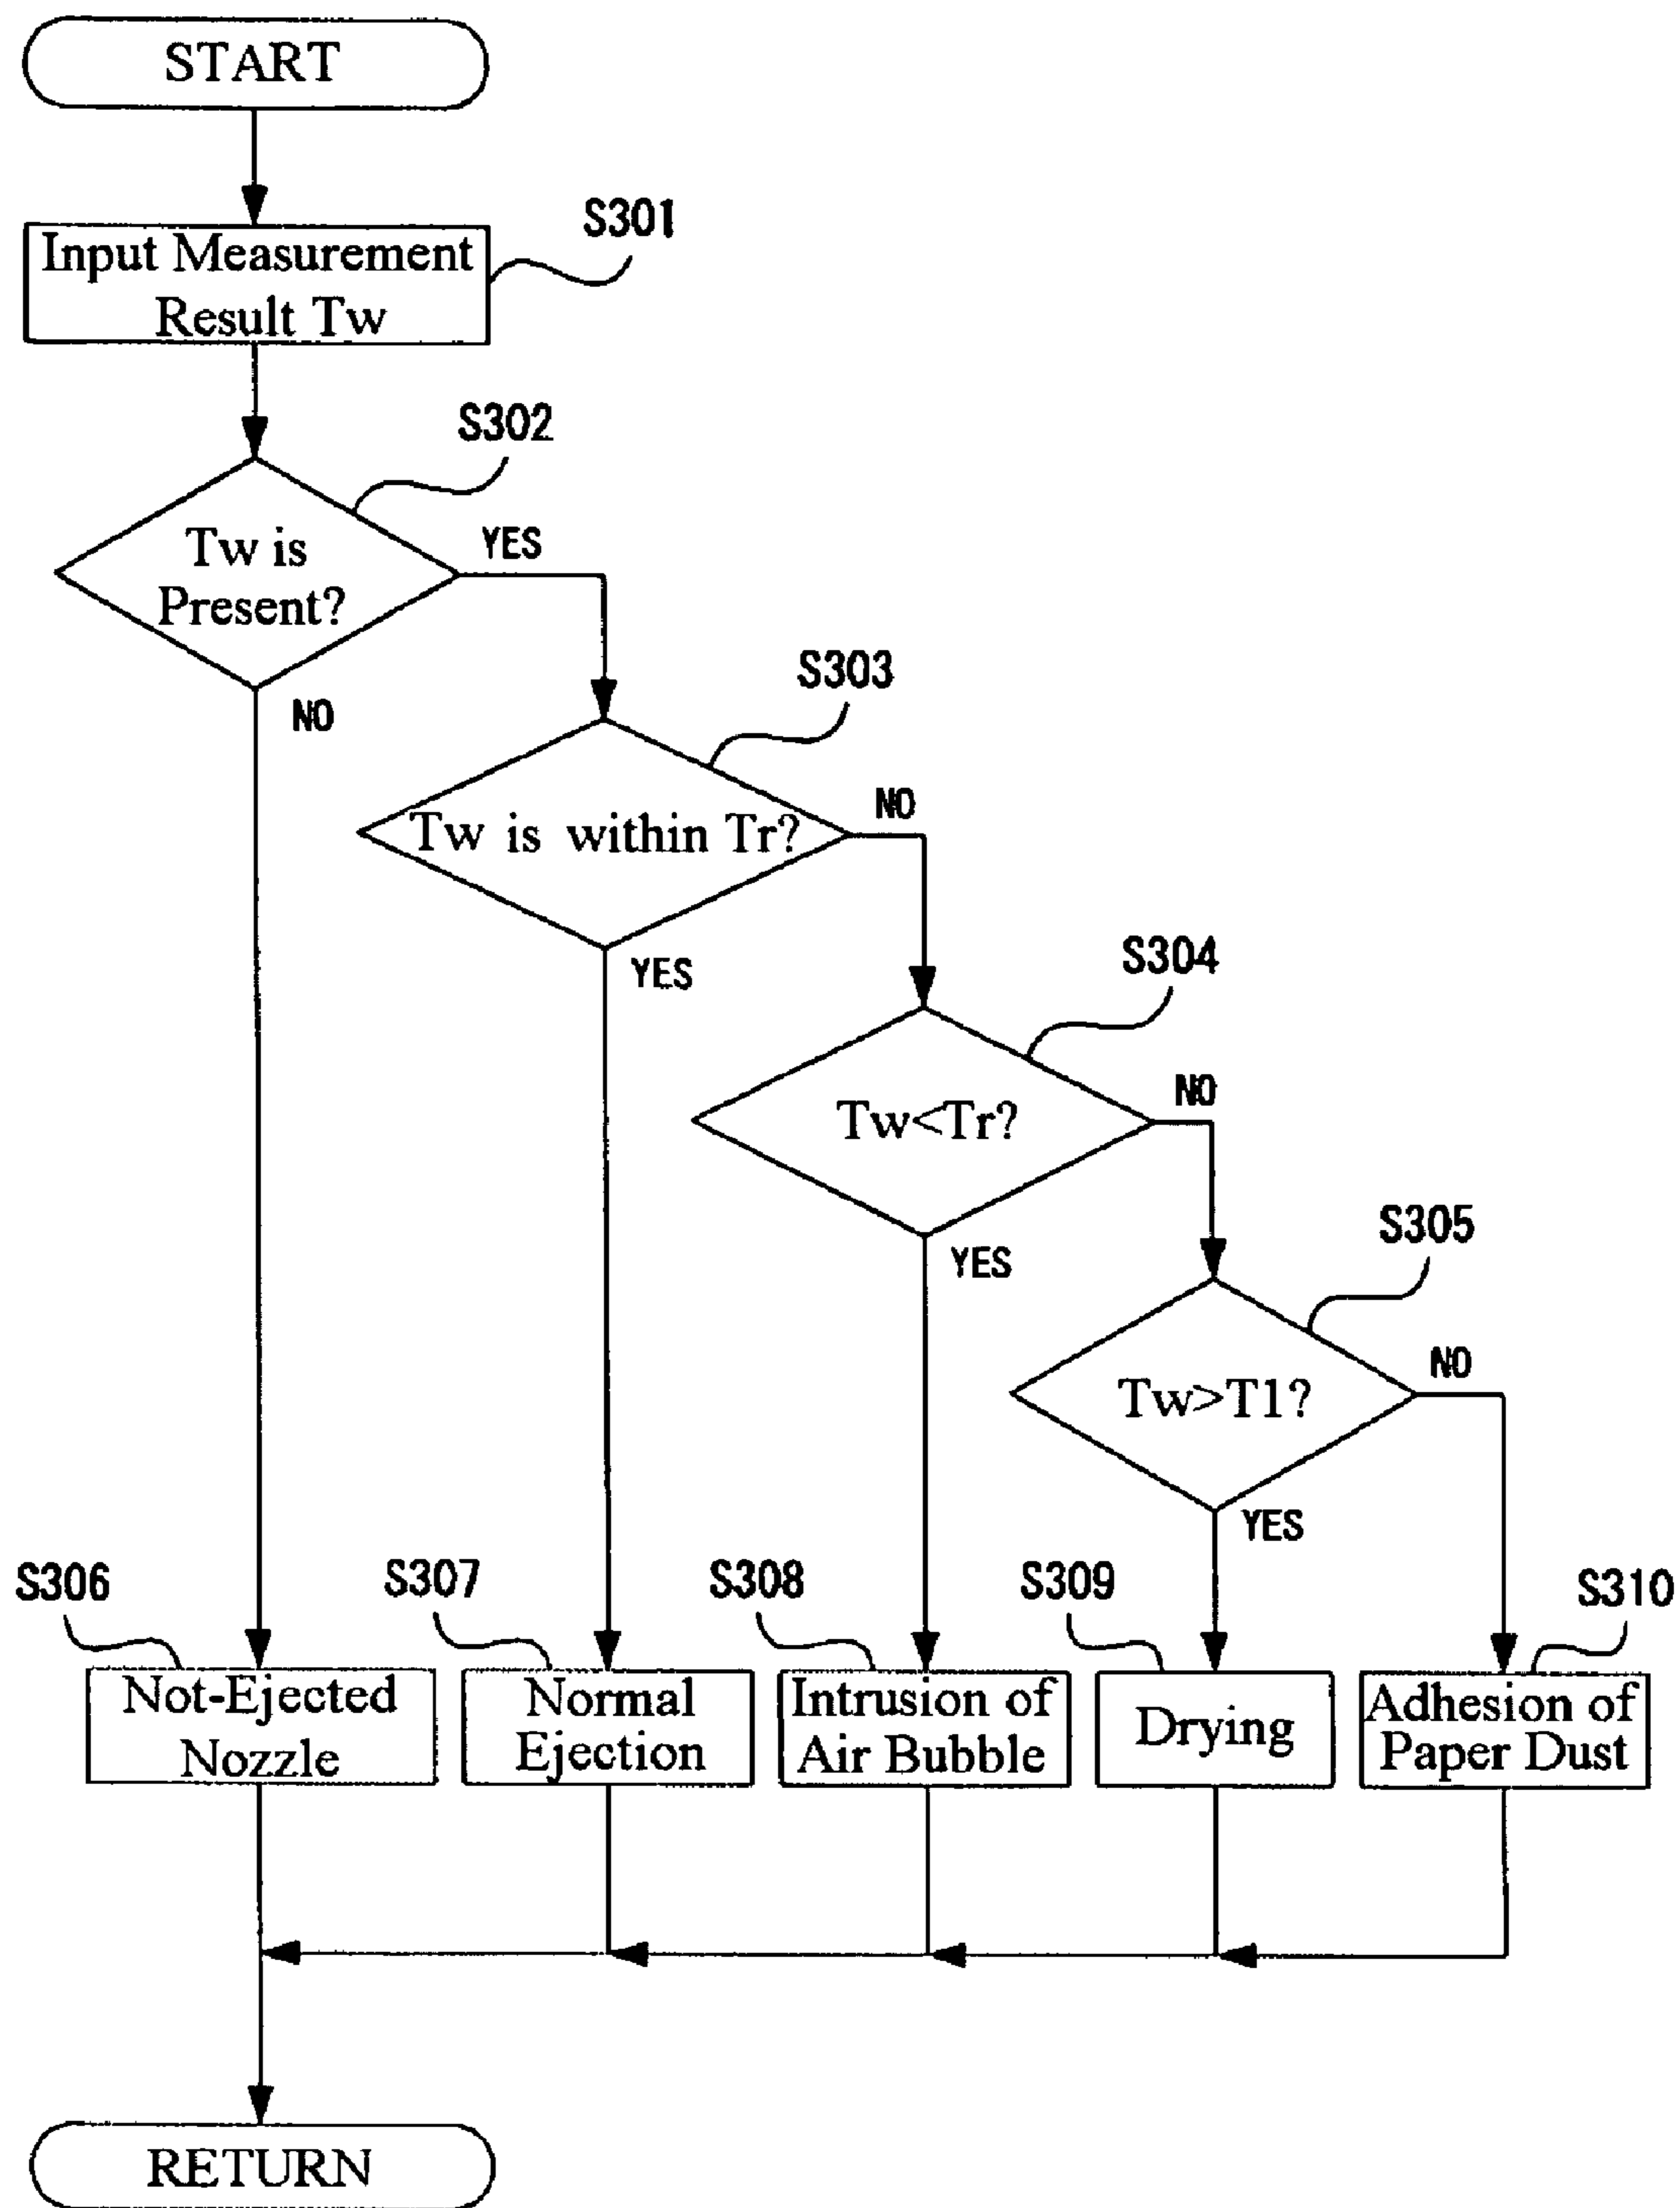 START
S301
Input Measurement
Result Tw
S302
Tw is
Present?
YES
NO
S303
Tw is within Tr?
NO
YES
S304
Tw<Tr?
NO
YES
S305
Tw>T1?
NO
YES
S306
Not-Ejected
Nozzle
S307
Normal
Ejection
S308
Intrusion of
Air Bubble
S309
Drying
S310
Adhesion of
Paper Dust
RETURN